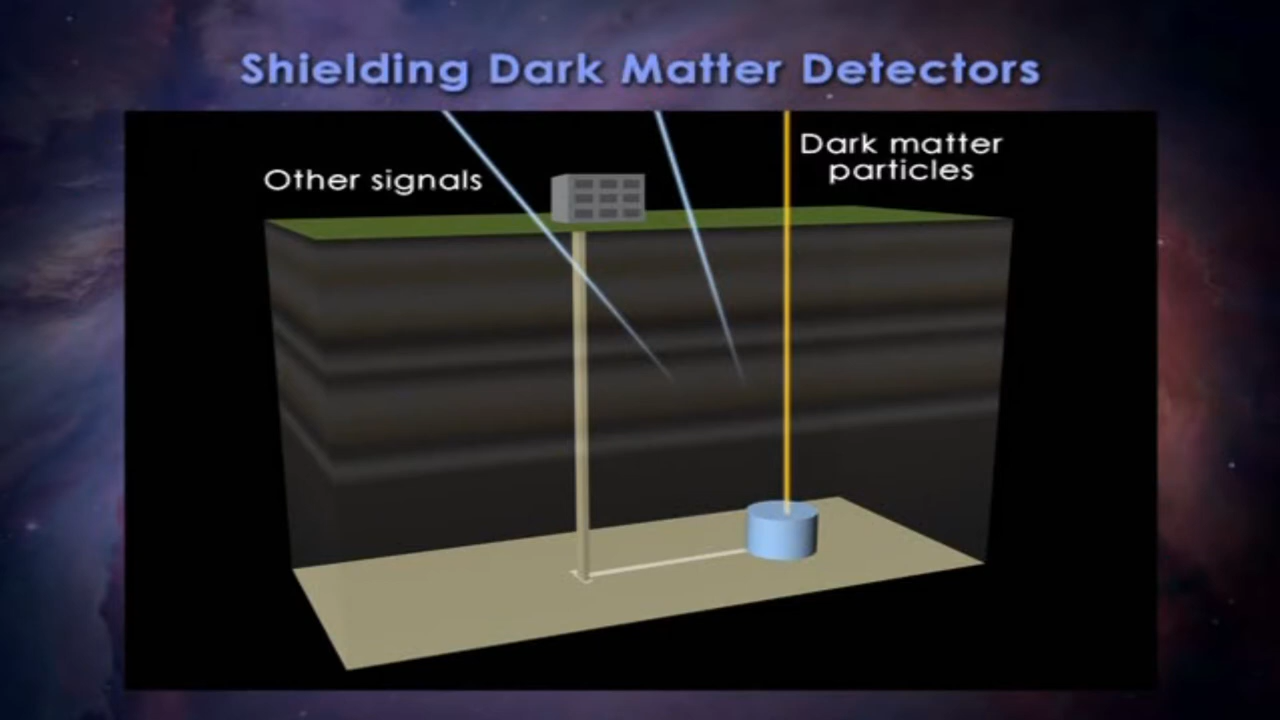 Shielding Dark Matter Detectors
Other signals
Dark matter
particles